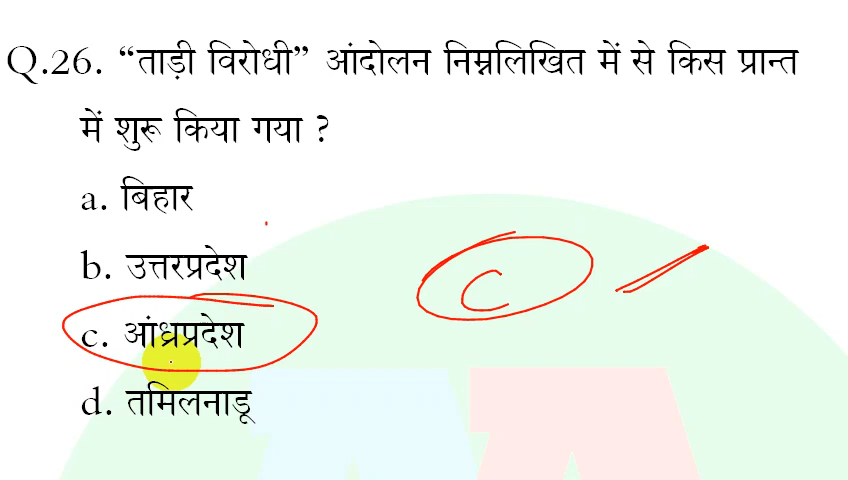 Q.26. “ताड़ी विरोधी” आंदोलन निम्नलिखित में से किस प्रान्त
में शुरू किया गया ?
a. बिहार
b. उत्तरप्रदेश
c. आंध्रप्रदेश
d. तमिलनाडू
C